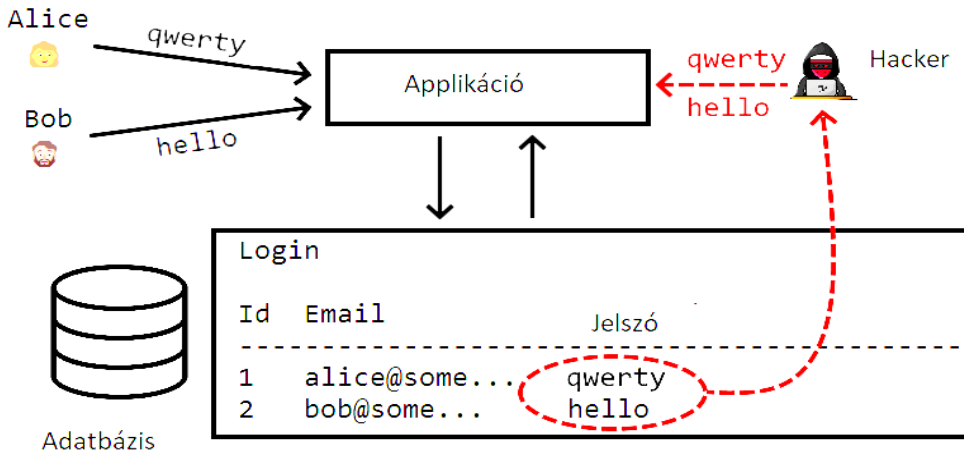 Alice
qwerty
Bob
hello
Applikáció
qwerty
hello
Hacker
Login
Id Email Jelszó
1 alice@some... qwerty
2 bob@some... hello
Adatbázis